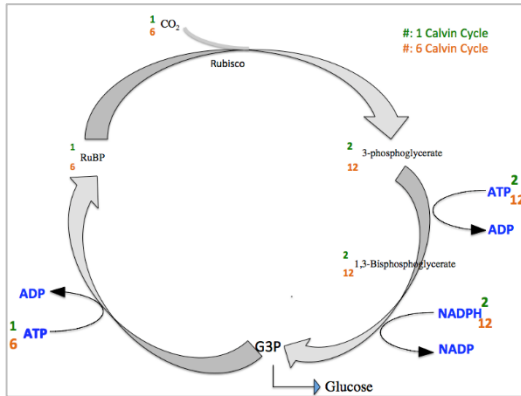 #: 1 Calvin Cycle
#: 6 Calvin Cycle
1
6 CO2
Rubisco
1
6 RuBP
2
12 3-phosphoglycerate
ATP 2
12
ADP
2
12 1,3-Bisphosphoglycerate
NADPH 2
12
NADP
ADP
1
6 ATP
G3P
Glucose